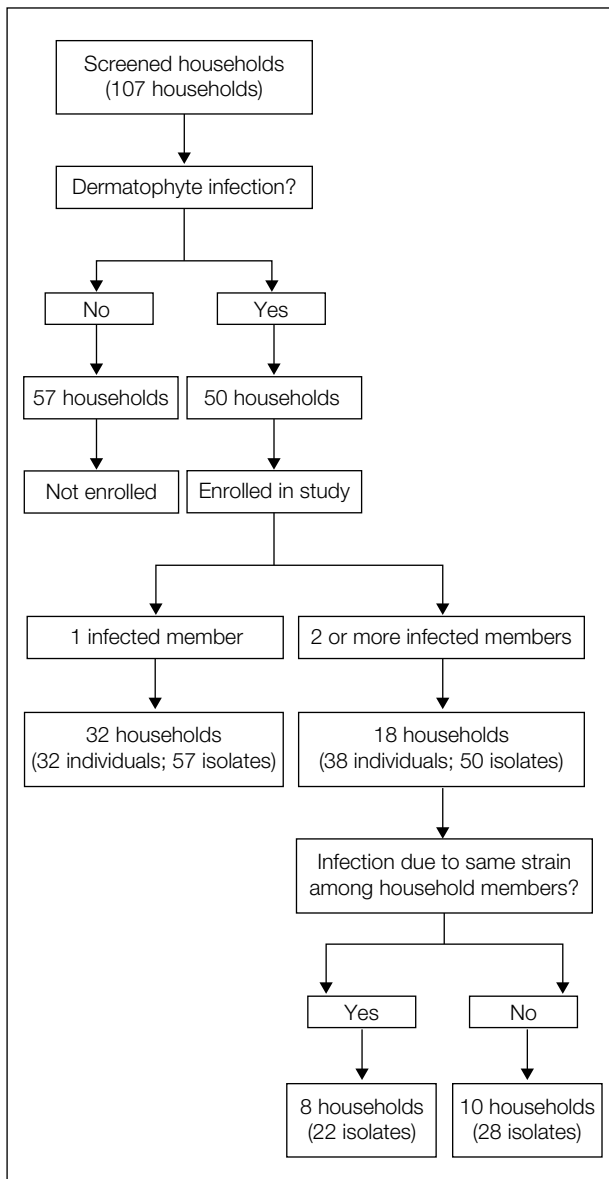 Screened households
(107 households)
Dermatophyte infection?
No
Yes
57 households
50 households
Not enrolled
Enrolled in study
1 infected member
2 or more infected members
32 households
(32 individuals; 57 isolates)
18 households
(38 individuals; 50 isolates)
Infection due to same strain
among household members?
Yes
No
8 households
(22 isolates)
10 households
(28 isolates)